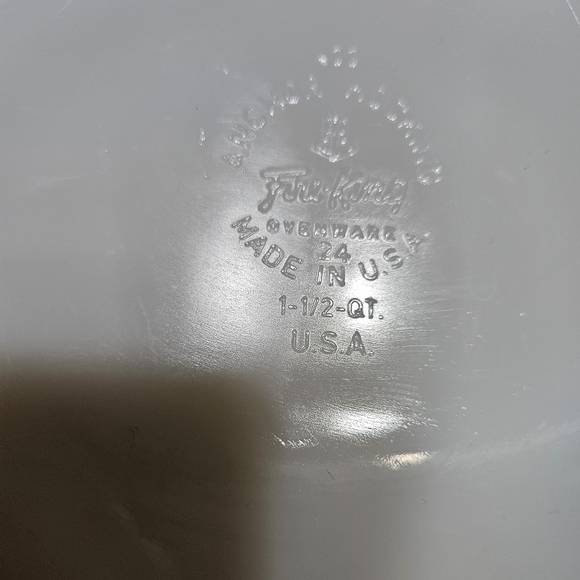 ANCHOR HOCKING
Fire-King
OVENWARE
24
MADE IN U.S.A
1-1/2-QT.
U.S.A.